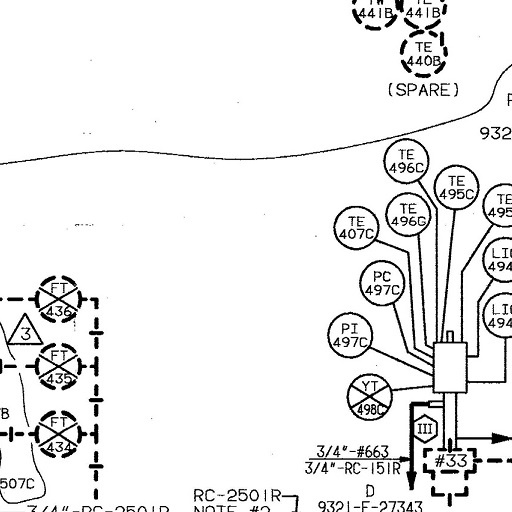 TW
441B
TE
441B
TE
440B
(SPARE)
932
TE
496C
TE
495C
TE
495
TE
496G
TE
407C
LI
494
PC
497C
FT
436
3
LI
494
PI
497C
FT
435
YT
498C
FT
434
B
III
3/4"-#663
3/4"-RC-151R
#33
507C
3/4"-RC-2501R
RC-2501R
NOTE #2
D
9321-F-27343